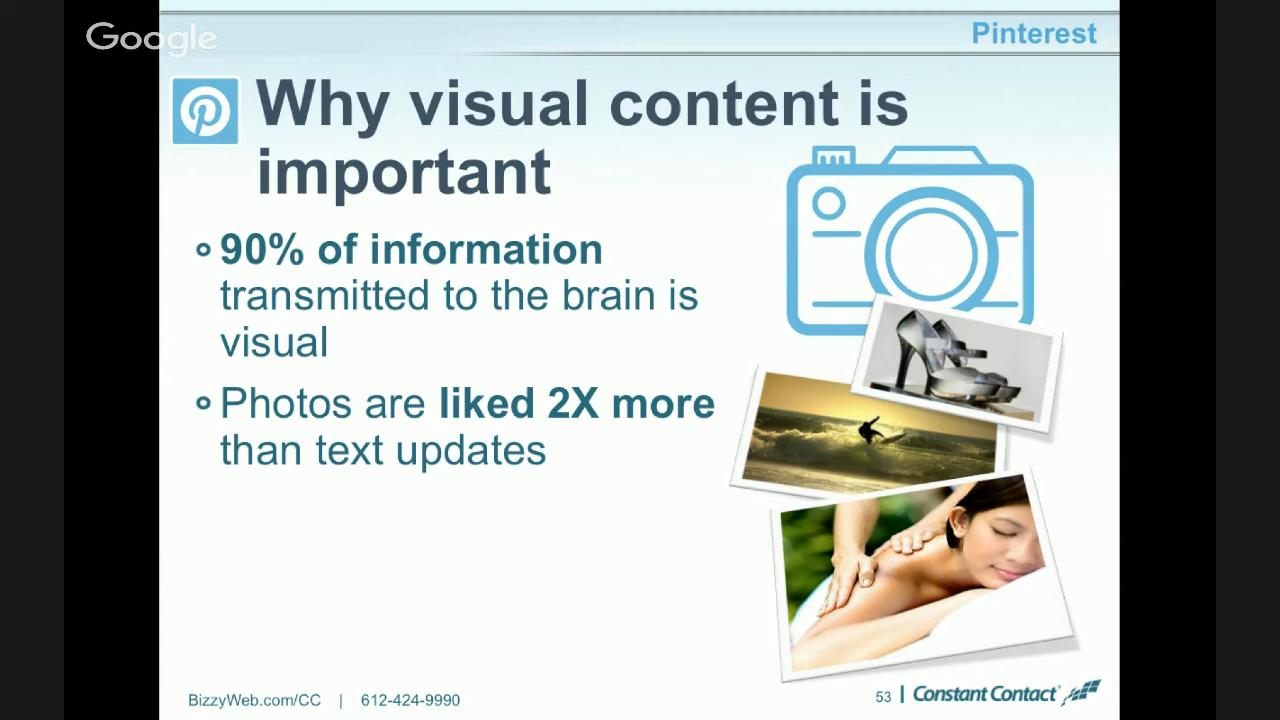 Google
Pinterest
Why visual content is
important
90% of information
transmitted to the brain is
visual
Photos are liked 2X more
than text updates
BizzyWeb.com/CC | 612-424-9990
53 | Constant Contact